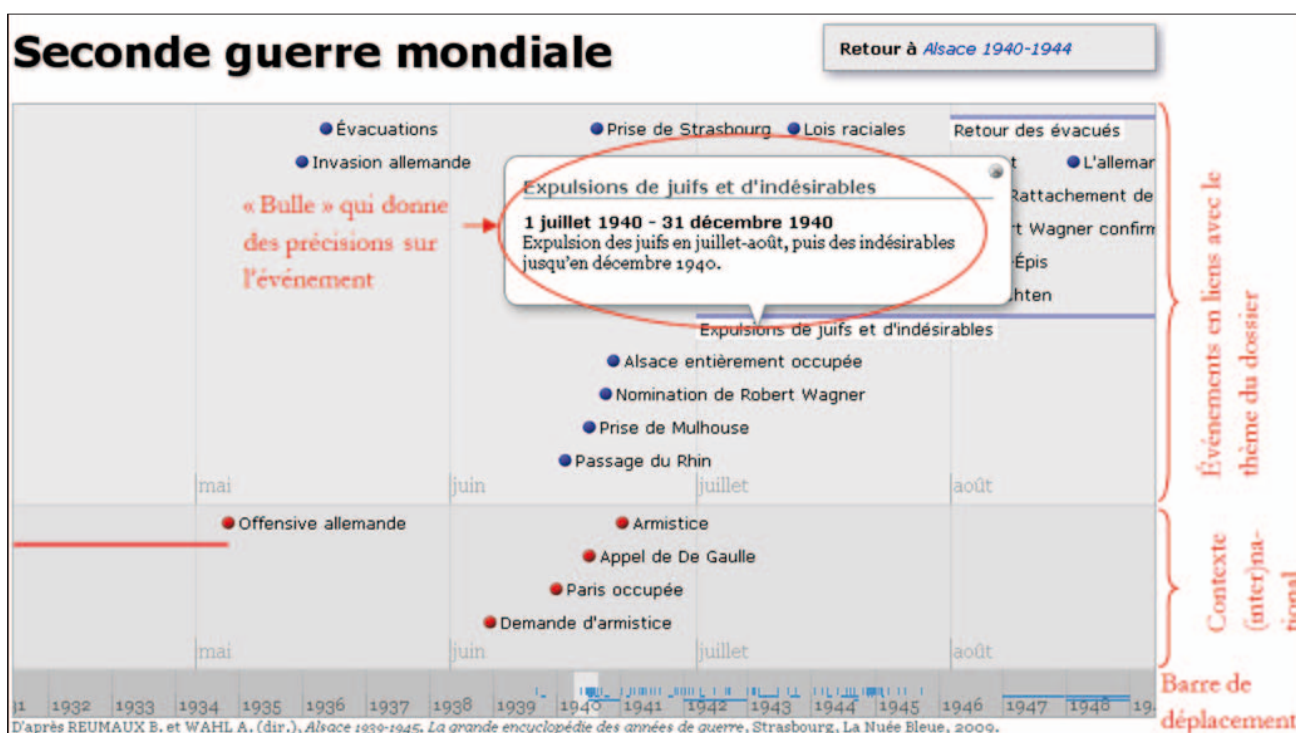 Seconde guerre mondiale
Retour à Alsace 1940-1944
Évacuations
Prise de Strasbourg
Lois raciales
Retour des évacués
Invasion allemande
t
L'alleman
« Bulle » qui donne
des précisions sur
l'événement
Expulsions de juifs et d'indésirables
1 juillet 1940 - 31 décembre 1940
Expulsion des juifs en juillet-août, puis des indésirables
jusqu'en décembre 1940.
Rattachement de
rt Wagner confirm
-Épis
chten
Expulsions de juifs et d'indésirables
Alsace entièrement occupée
Nomination de Robert Wagner
Prise de Mulhouse
Passage du Rhin
mai
juin
juillet
août
Événements en liens avec le
thème du dossier
Offensive allemande
Armistice
Appel de De Gaulle
Paris occupée
Demande d'armistice
mai
juin
juillet
août
Contexte
(inter)na-
tional
31 1932 1933 1934 1935 1936 1937 1938 1939 1940 1941 1942 1943 1944 1945 1946 1947 1948 19
Barre de
déplacement
D'après REUMAUX B. et WAHL A. (dir.), Alsace 1939-1945. La grande encyclopédie des années de guerre, Strasbourg, La Nuée Bleue, 2009.